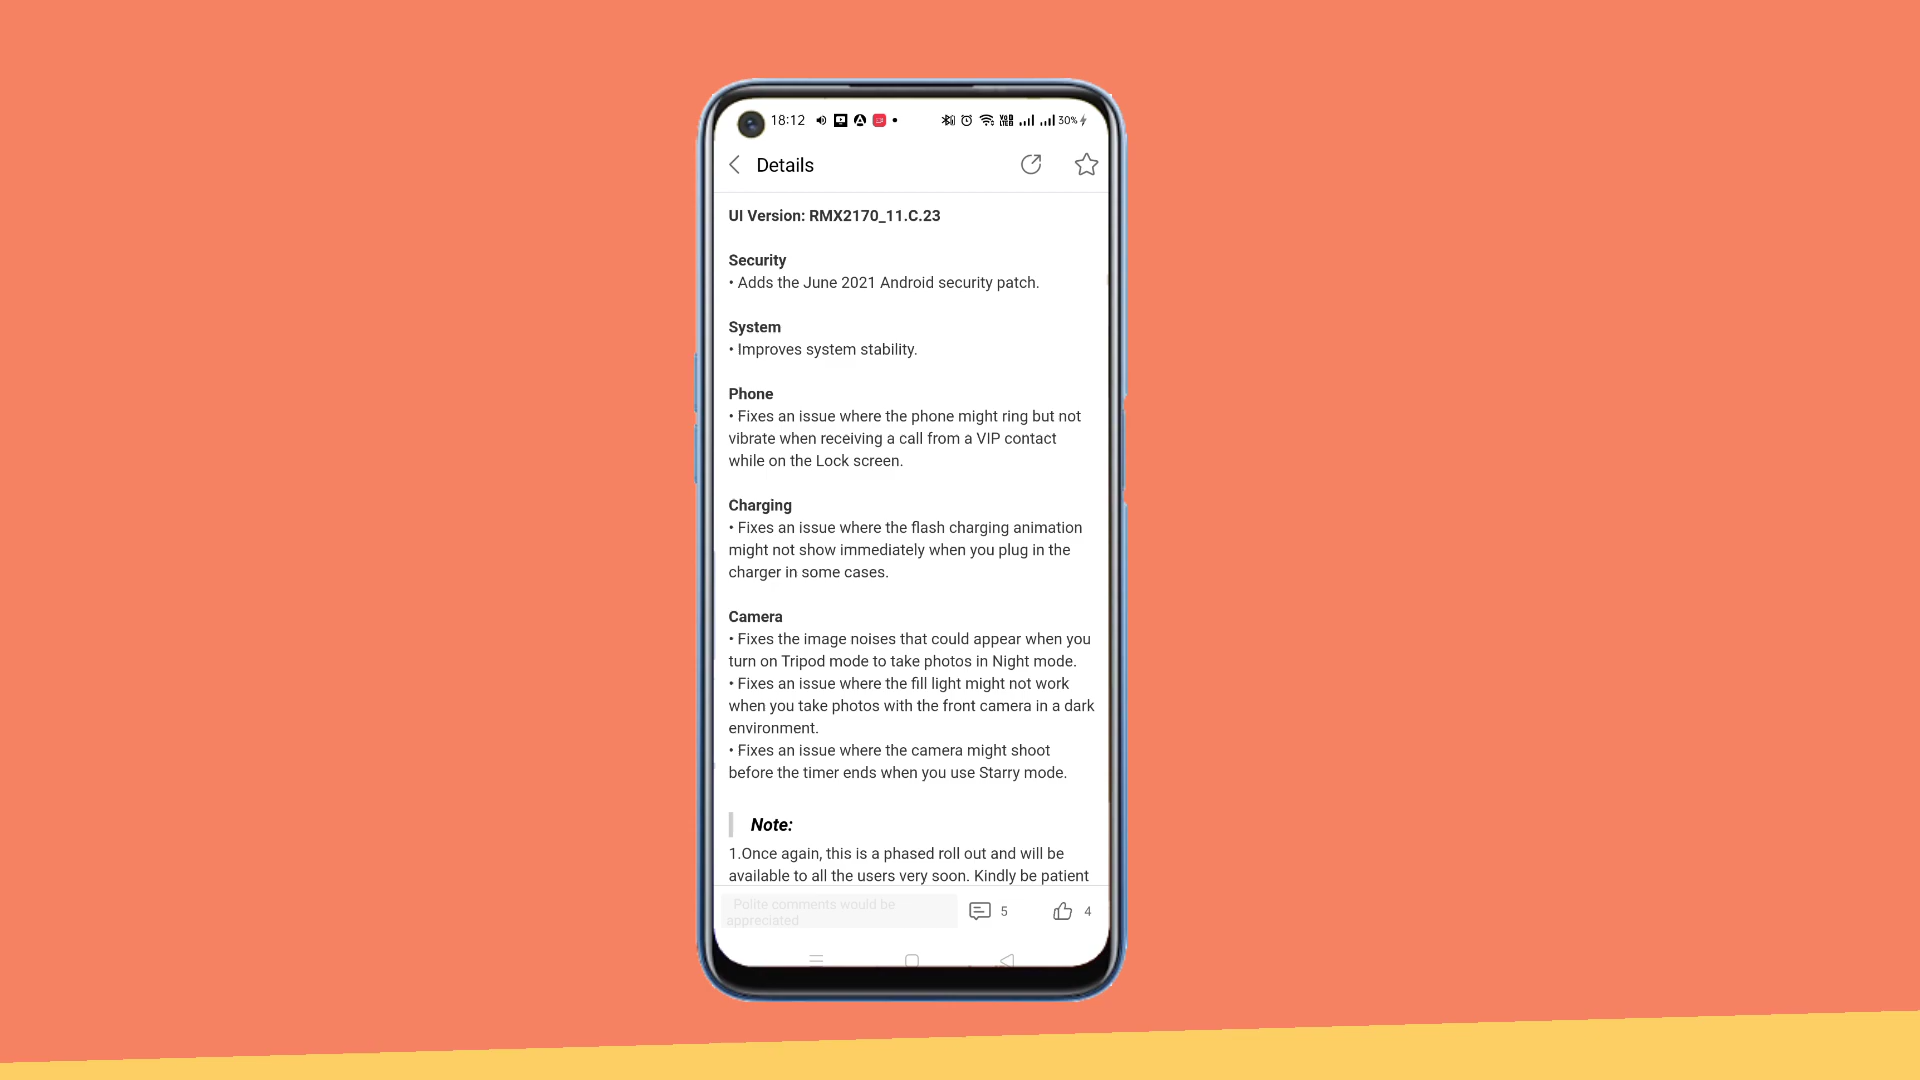 18:12
30%
Details
UI Version: RMX2170_11.C.23
Security
• Adds the June 2021 Android security patch.
System
• Improves system stability.
Phone
• Fixes an issue where the phone might ring but not
vibrate when receiving a call from a VIP contact
while on the Lock screen.
Charging
• Fixes an issue where the flash charging animation
might not show immediately when you plug in the
charger in some cases.
Camera
• Fixes the image noises that could appear when you
turn on Tripod mode to take photos in Night mode.
• Fixes an issue where the fill light might not work
when you take photos with the front camera in a dark
environment.
• Fixes an issue where the camera might shoot
before the timer ends when you use Starry mode.
Note:
1.Once again, this is a phased roll out and will be
available to all the users very soon. Kindly be patient
Polite comments would be
appreciated
5
4